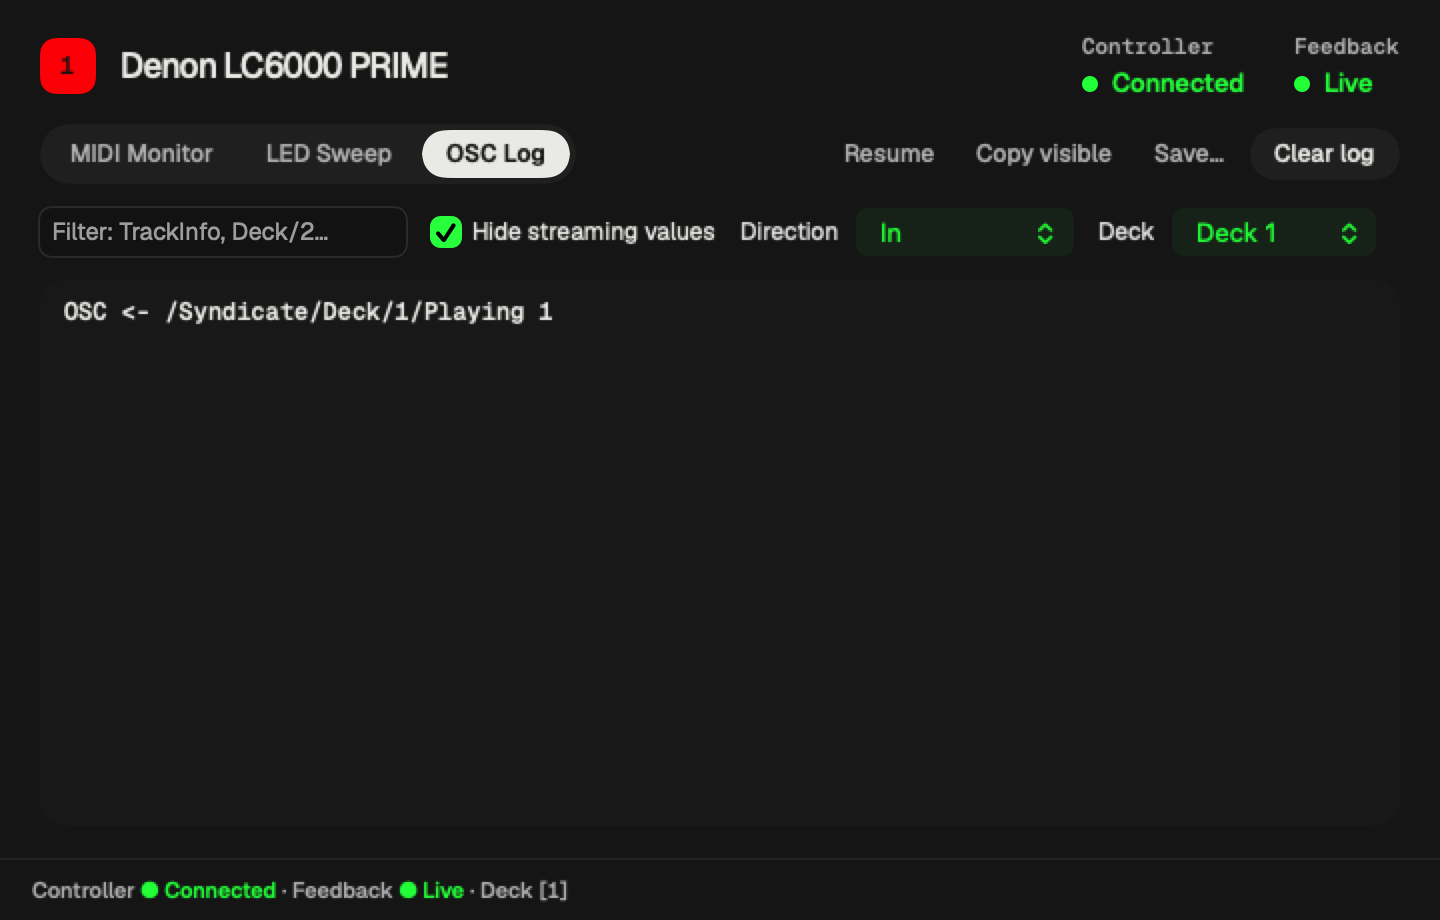 1
Denon LC6000 PRIME
Controller
Connected
Feedback
Live
MIDI Monitor
LED Sweep
OSC Log
Resume
Copy visible
Save...
Clear log
Filter: TrackInfo, Deck/2...
Hide streaming values
Direction
In
Deck
Deck 1
OSC <- /Syndicate/Deck/1/Playing 1
Controller Connected · Feedback Live · Deck [1]